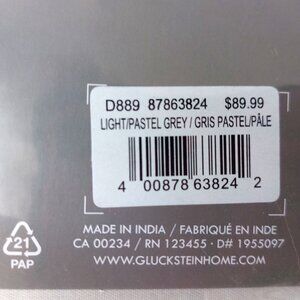 D889 87863824 $89.99
LIGHT/PASTEL GREY / GRIS PASTEL/PÂLE
4 00878 63824 2
MADE IN INDIA / FABRIQUÉ EN INDE
CA 00234 / RN 123455 · D# 1955097
WWW.GLUCKSTEINHOME.COM
21
PAP